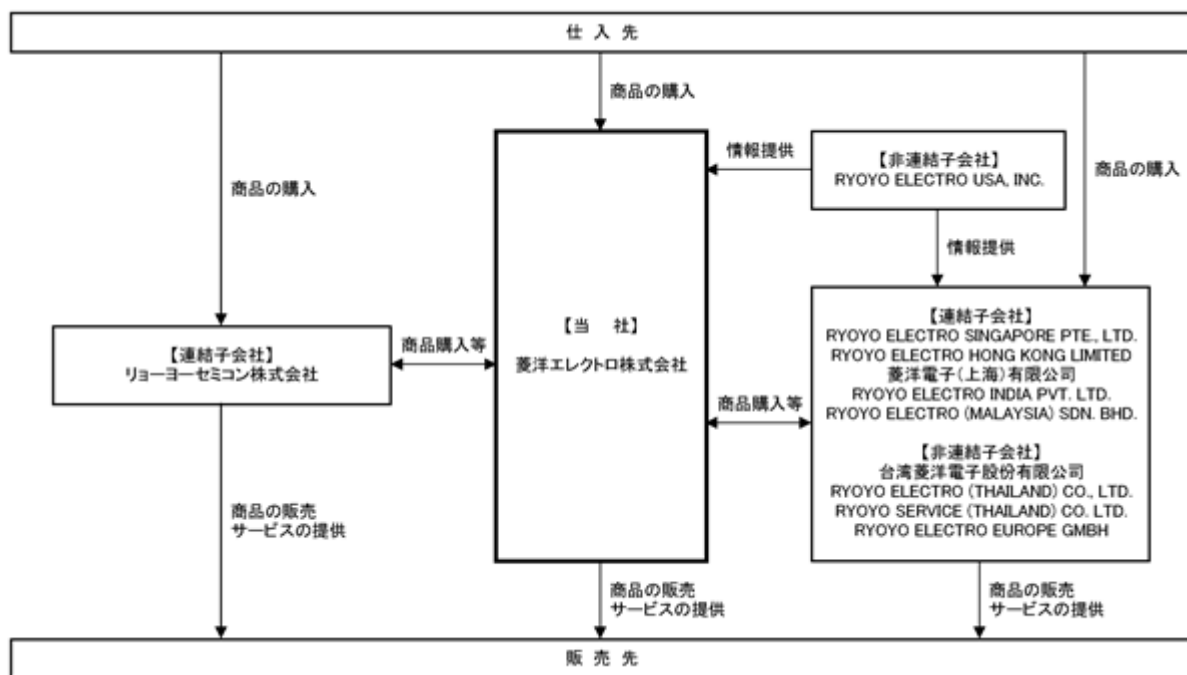 仕 入 先
商品の購入
商品の購入
商品の購入
情報提供
【非連結子会社】
RYOYO ELECTRO USA, INC.
情報提供
【連結子会社】
リョーヨーセミコン株式会社
商品購入等
【当 社】
菱洋エレクトロ株式会社
商品購入等
【連結子会社】
RYOYO ELECTRO SINGAPORE PTE., LTD.
RYOYO ELECTRO HONG KONG LIMITED
菱洋電子(上海)有限公司
RYOYO ELECTRO INDIA PVT. LTD.
RYOYO ELECTRO (MALAYSIA) SDN. BHD.
【非連結子会社】
台湾菱洋電子股份有限公司
RYOYO ELECTRO (THAILAND) CO., LTD.
RYOYO SERVICE (THAILAND) CO. LTD.
RYOYO ELECTRO EUROPE GMBH
商品の販売
サービスの提供
商品の販売
サービスの提供
商品の販売
サービスの提供
販 売 先